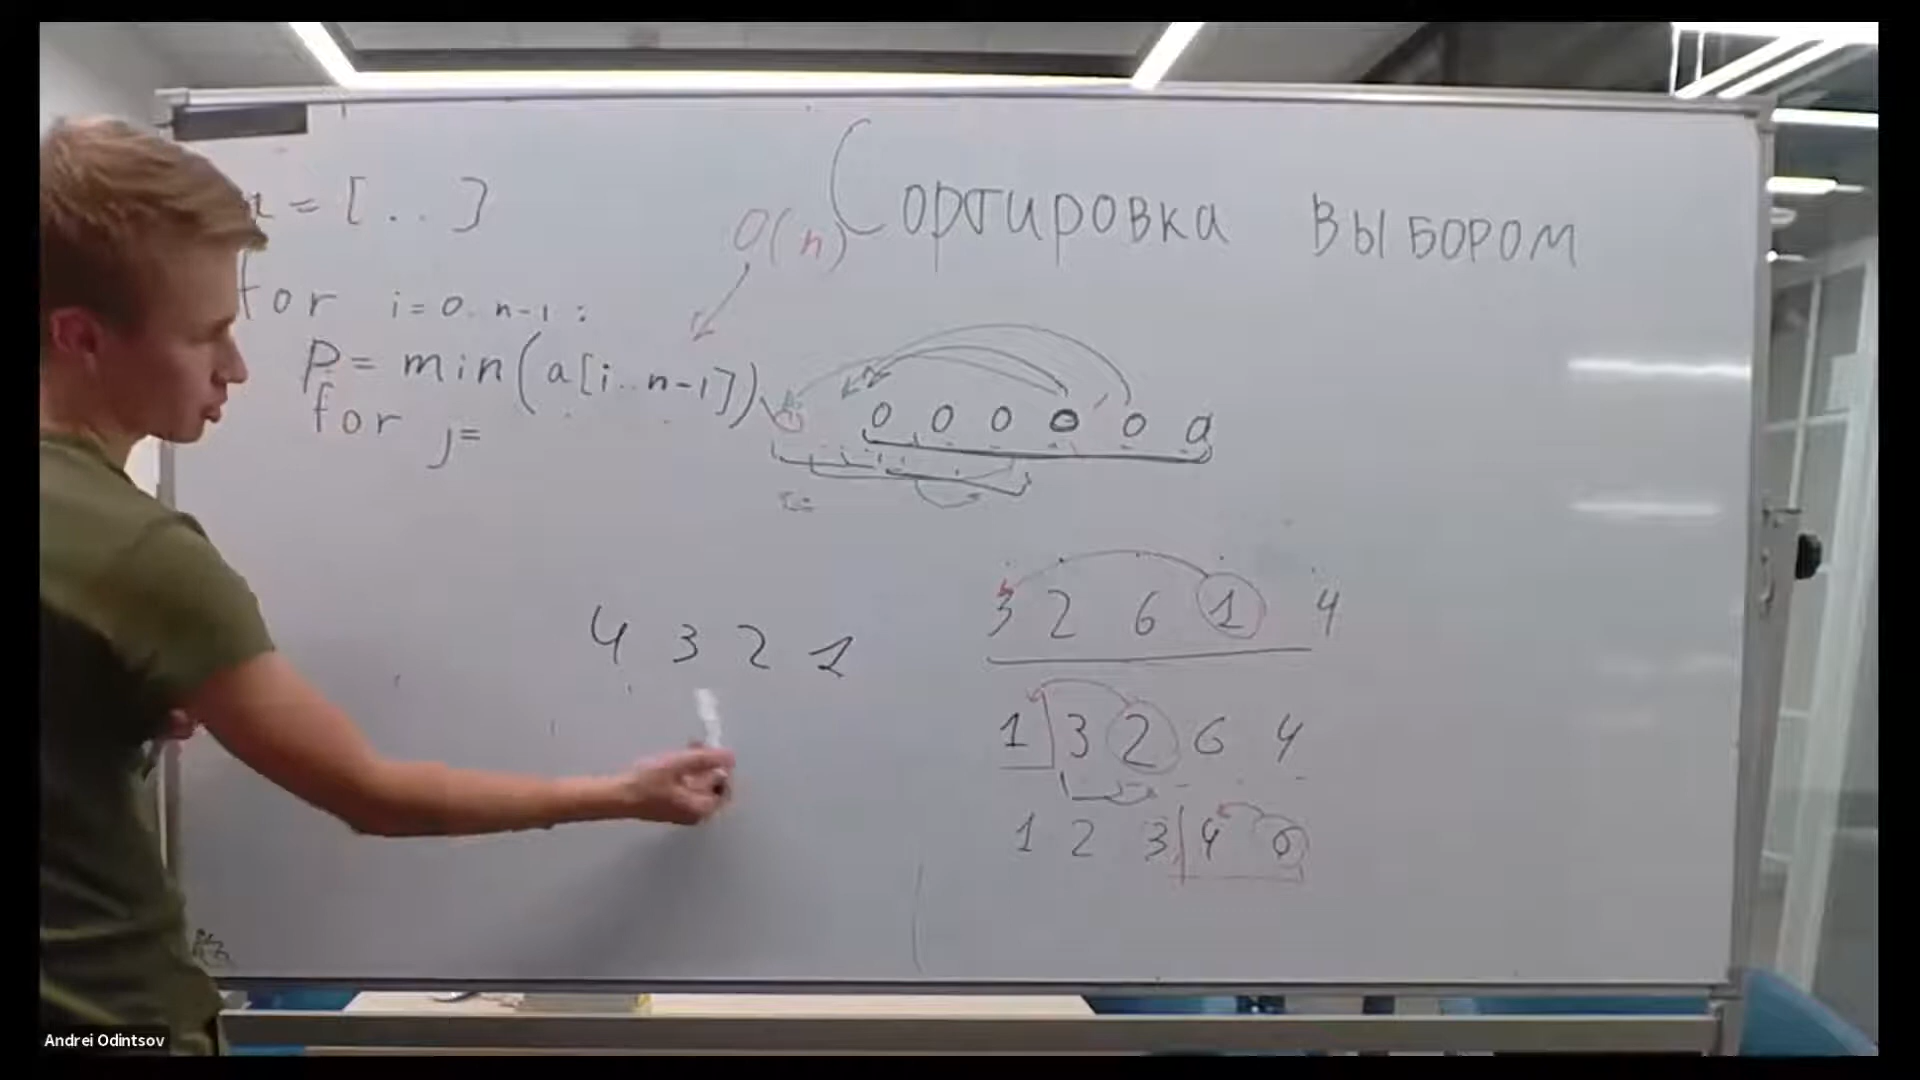 Сортировка выбором
= [ . . ]
O(n)
for i = 0.. n-1 :
p = min(a[i..n-1])
for j =
0 0 0 0 0 0
3 2 6 1 4
4 3 2 1
1 3 2 6 4
1 2 3 4 6
Andrei Odintsov